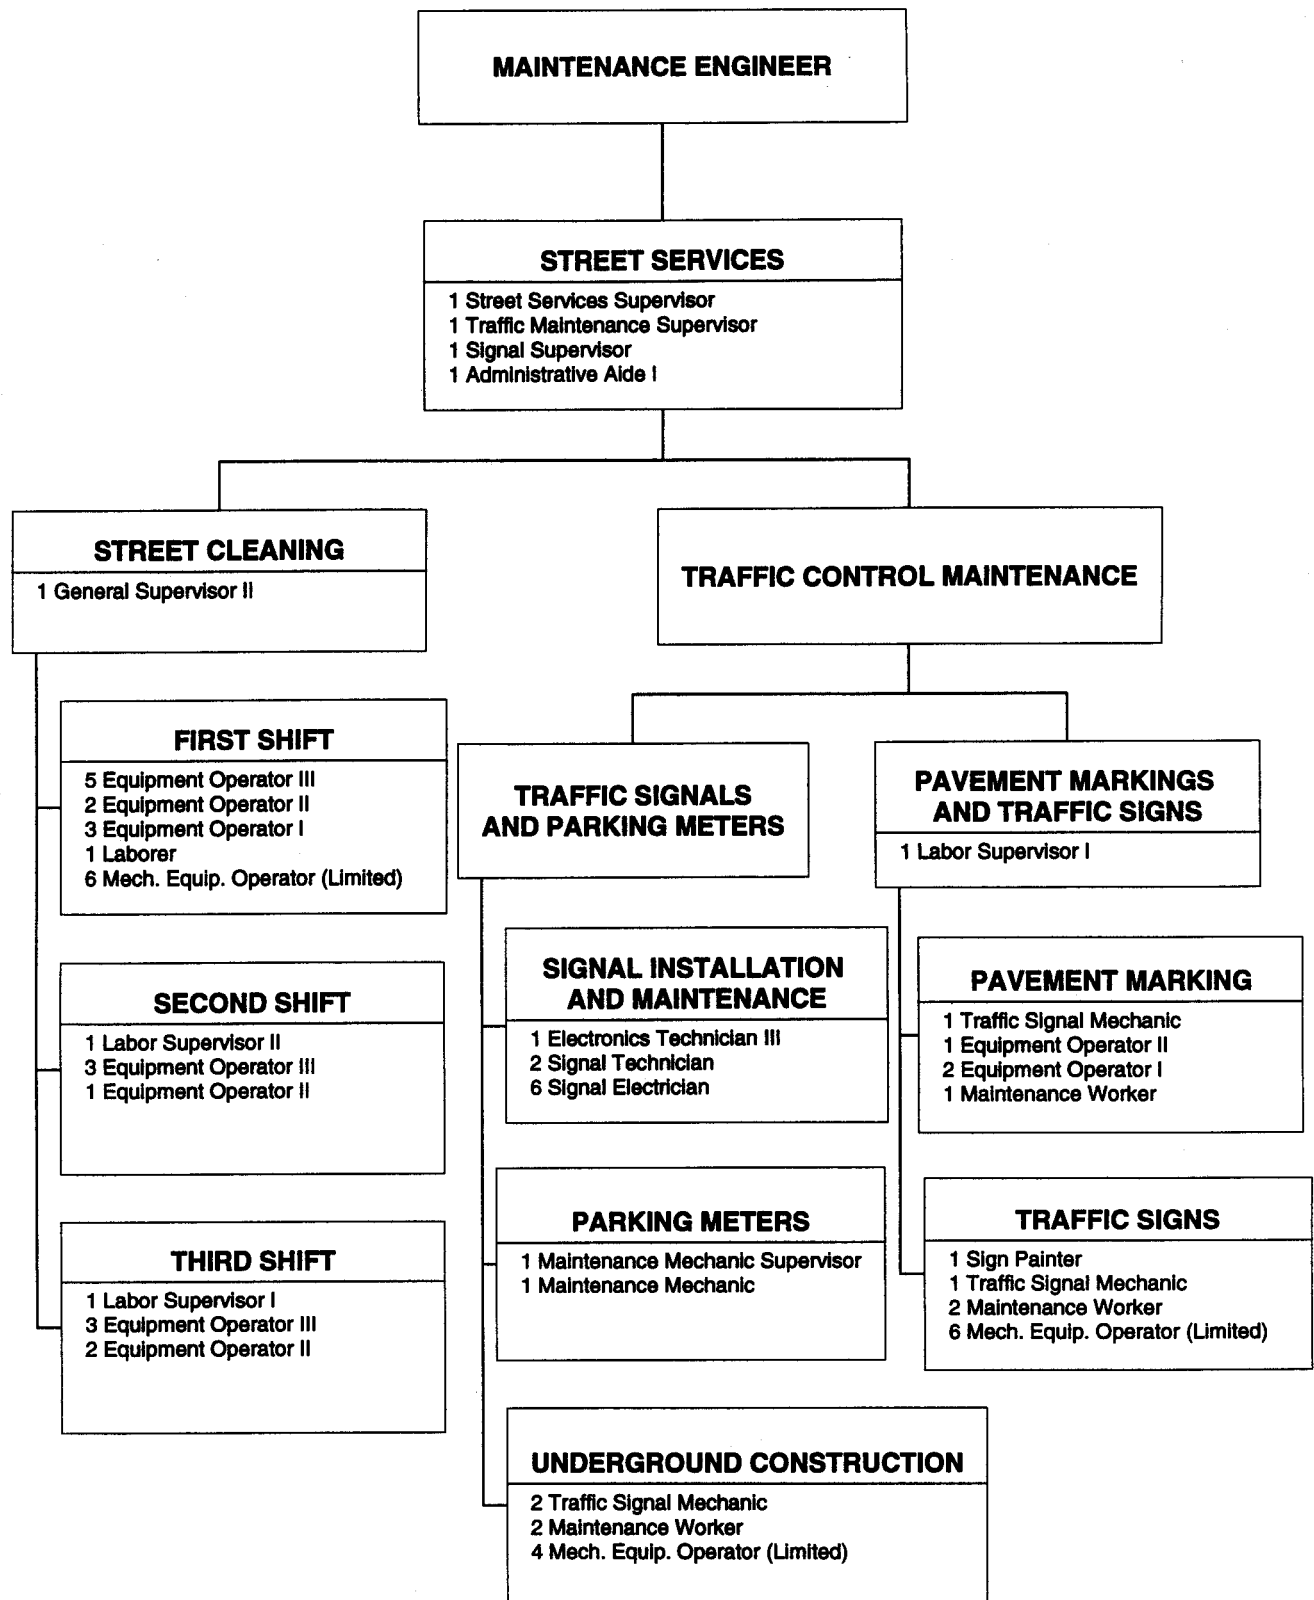 MAINTENANCE ENGINEER
STREET SERVICES
1 Street Services Supervisor
1 Traffic Maintenance Supervisor
1 Signal Supervisor
1 Administrative Aide I
STREET CLEANING
1 General Supervisor II
FIRST SHIFT
5 Equipment Operator III
2 Equipment Operator II
3 Equipment Operator I
1 Laborer
6 Mech. Equip. Operator (Limited)
SECOND SHIFT
1 Labor Supervisor II
3 Equipment Operator III
1 Equipment Operator II
THIRD SHIFT
1 Labor Supervisor I
3 Equipment Operator III
2 Equipment Operator II
TRAFFIC CONTROL MAINTENANCE
TRAFFIC SIGNALS
AND PARKING METERS
SIGNAL INSTALLATION
AND MAINTENANCE
1 Electronics Technician III
2 Signal Technician
6 Signal Electrician
PARKING METERS
1 Maintenance Mechanic Supervisor
1 Maintenance Mechanic
UNDERGROUND CONSTRUCTION
2 Traffic Signal Mechanic
2 Maintenance Worker
4 Mech. Equip. Operator (Limited)
PAVEMENT MARKINGS
AND TRAFFIC SIGNS
1 Labor Supervisor I
PAVEMENT MARKING
1 Traffic Signal Mechanic
1 Equipment Operator II
2 Equipment Operator I
1 Maintenance Worker
TRAFFIC SIGNS
1 Sign Painter
1 Traffic Signal Mechanic
2 Maintenance Worker
6 Mech. Equip. Operator (Limited)